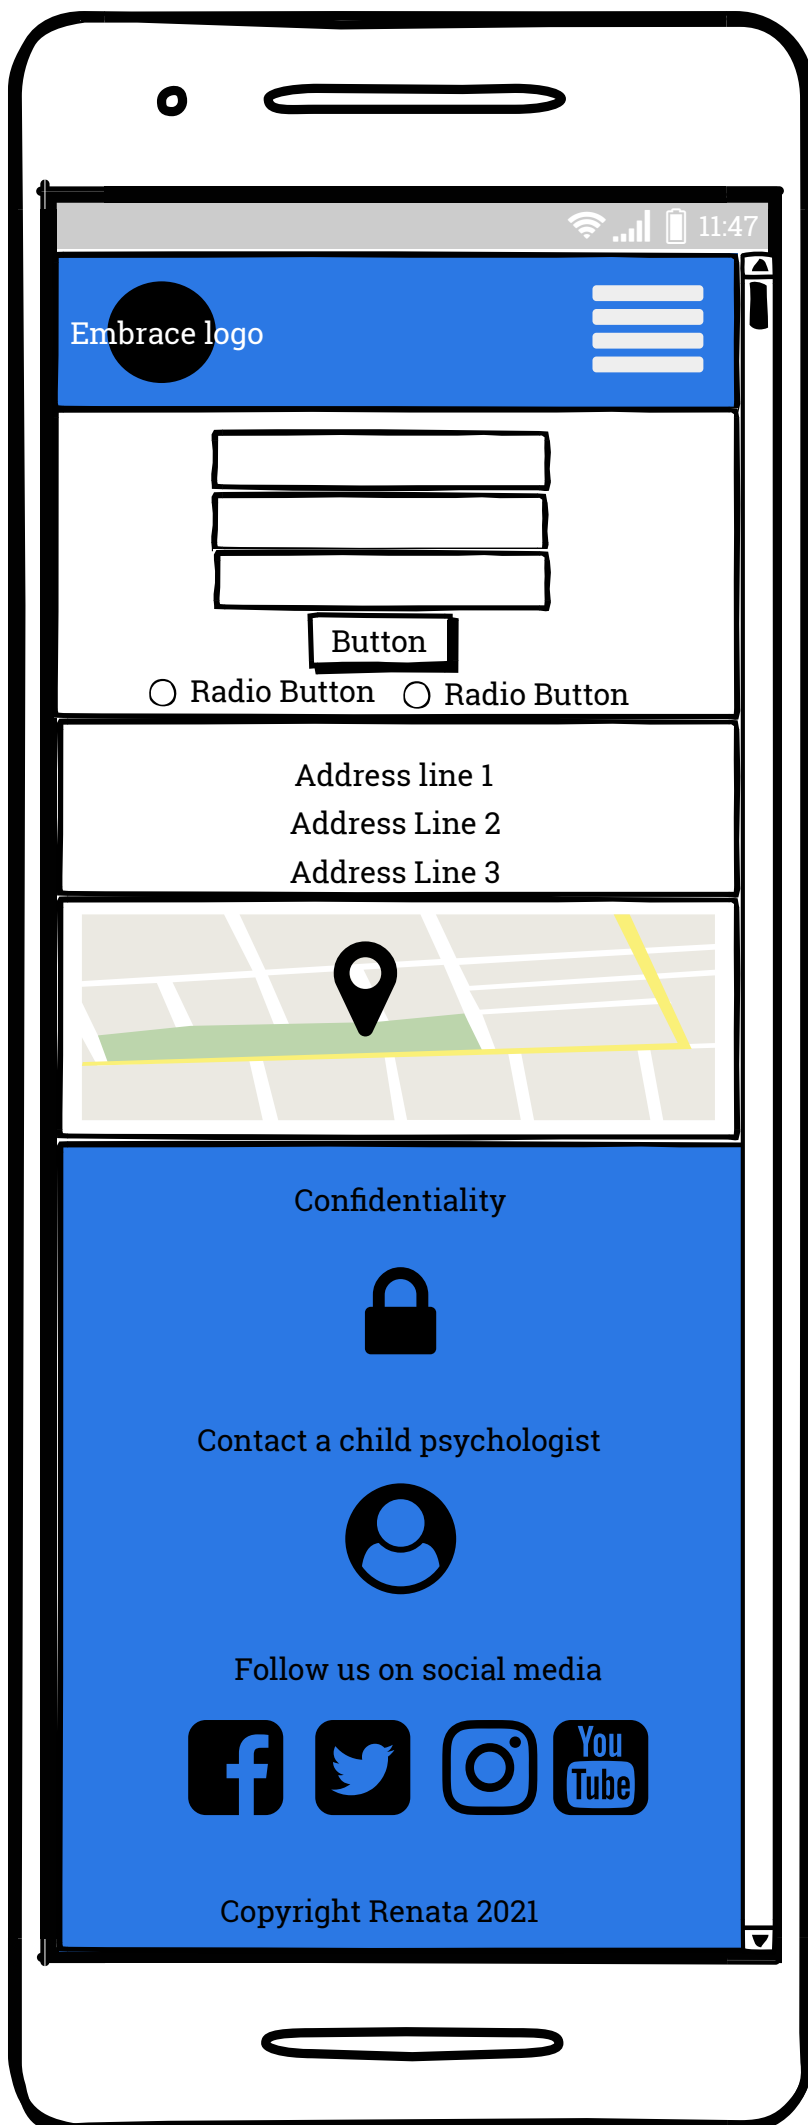 11:47
Embrace logo
Button
Radio Button Radio Button
Address line 1
Address Line 2
Address Line 3
Confidentiality
Contact a child psychologist
Follow us on social media
You
Tube
Copyright Renata 2021